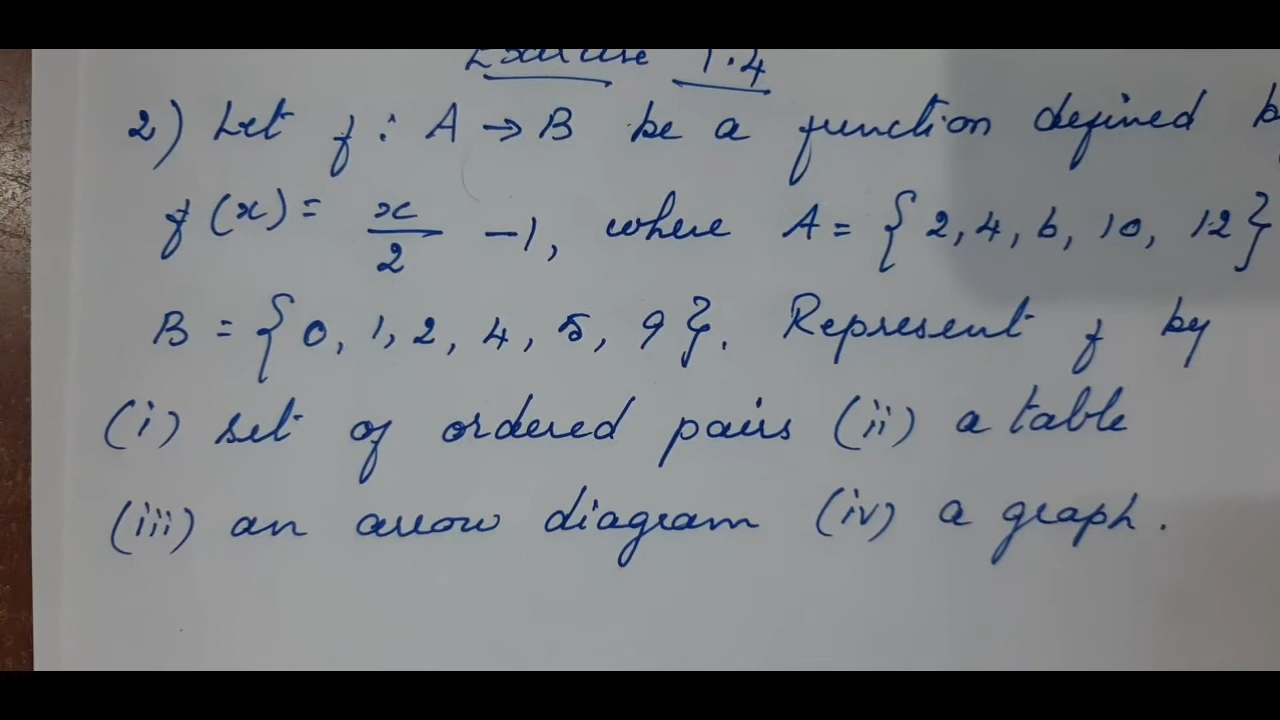 Exercise 1.4
2) Let f : A → B be a function defined
f(x) = x/2 - 1, where A = { 2, 4, 6, 10, 12 }
B = { 0, 1, 2, 4, 5, 9 }. Represent f by
(i) set of ordered pairs (ii) a table
(iii) an arrow diagram (iv) a graph.